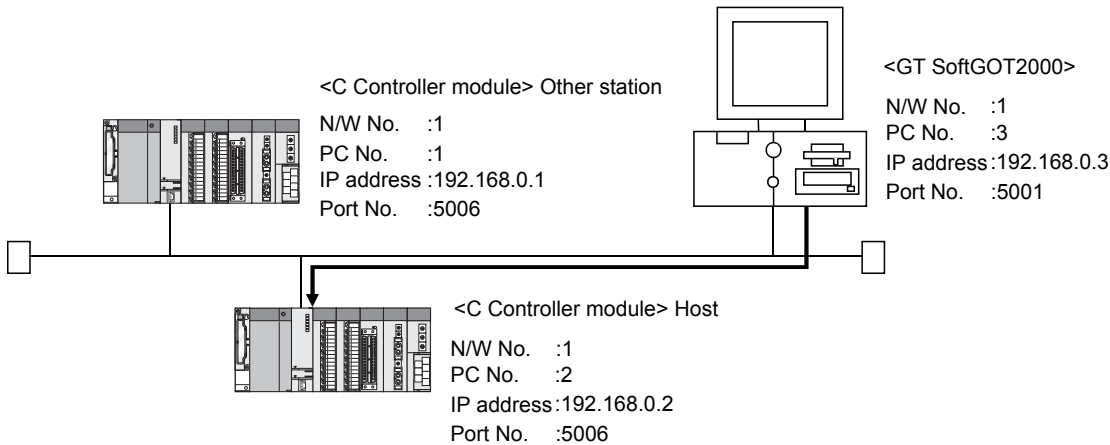 <C Controller module> Other station
N/W No. :1
PC No. :1
IP address :192.168.0.1
Port No. :5006
<GT SoftGOT2000>
N/W No. :1
PC No. :3
IP address :192.168.0.3
Port No. :5001
<C Controller module> Host
N/W No. :1
PC No. :2
IP address :192.168.0.2
Port No. :5006